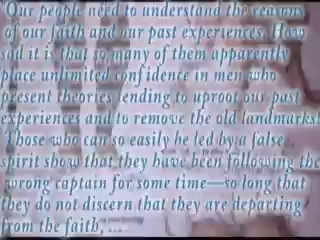 'Our people need to understand the reasons
of our faith and our past experiences. How
sad it is that so many of them apparently
place unlimited confidence in men who
present theories tending to uproot our past
experiences and to remove the old landmarks!
Those who can so easily be led by a false
spirit show that they have been following the
wrong captain for some time—so long that
they do not discern that they are departing
from the faith, ....